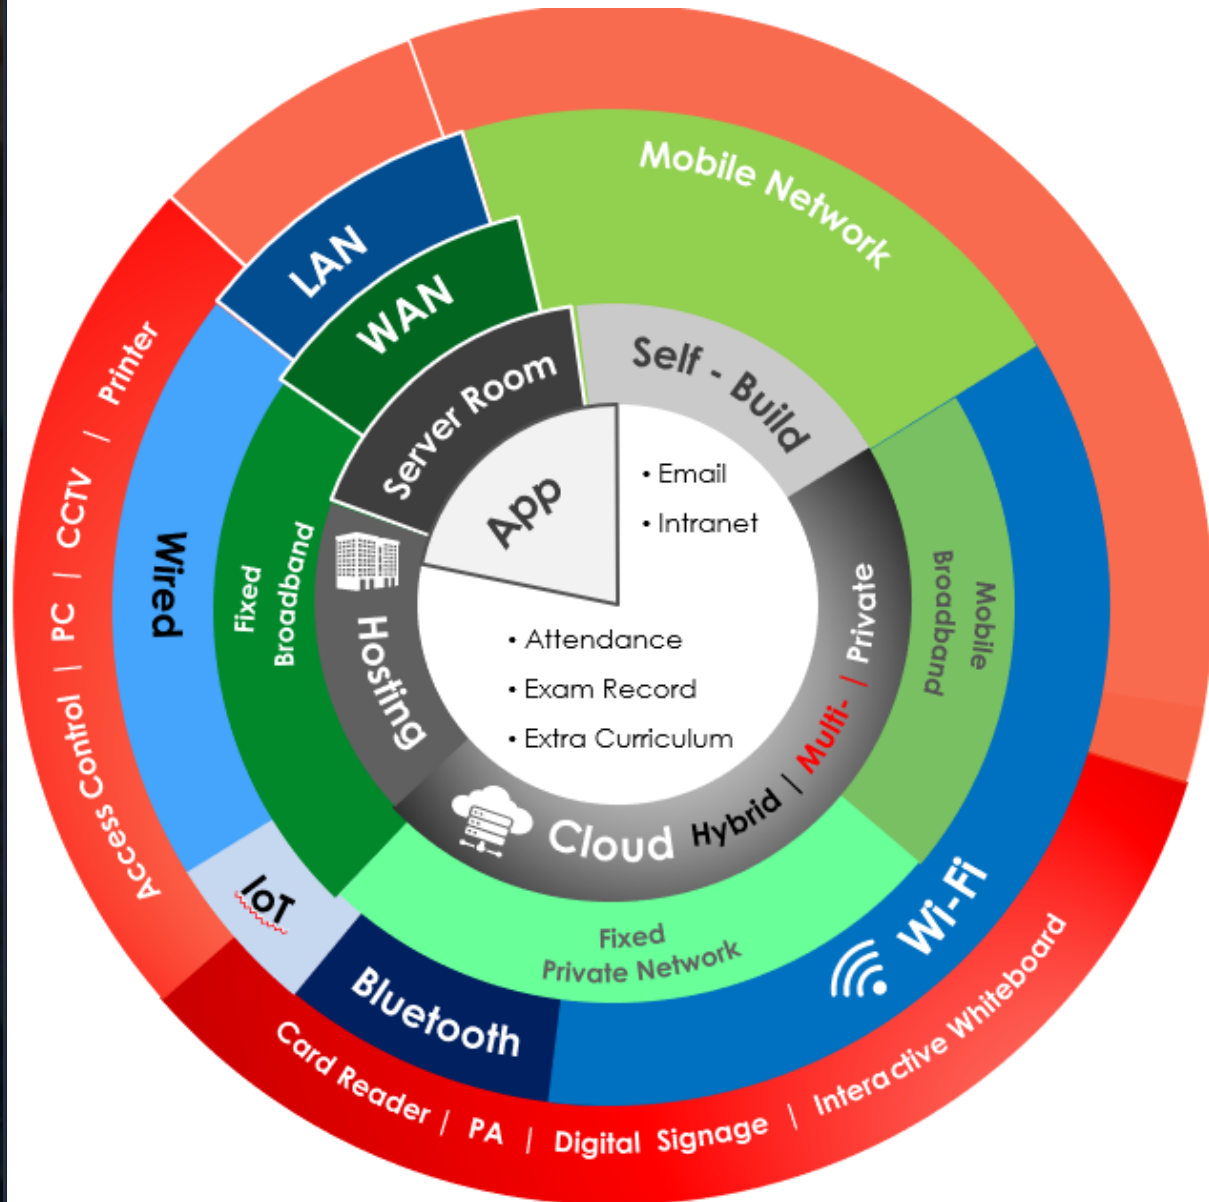 Mobile Network
LAN
WAN
Server Room
Self - Build
App
• Email
• Intranet
• Attendance
• Exam Record
• Extra Curriculum
Hosting
Cloud Hybrid | Multi- | Private
Fixed
Broadband
Mobile
Broadband
Fixed
Private Network
Wired
IoT
Bluetooth
Wi-Fi
Access Control | PC | CCTV | Printer
Card Reader | PA | Digital Signage | Interactive Whiteboard